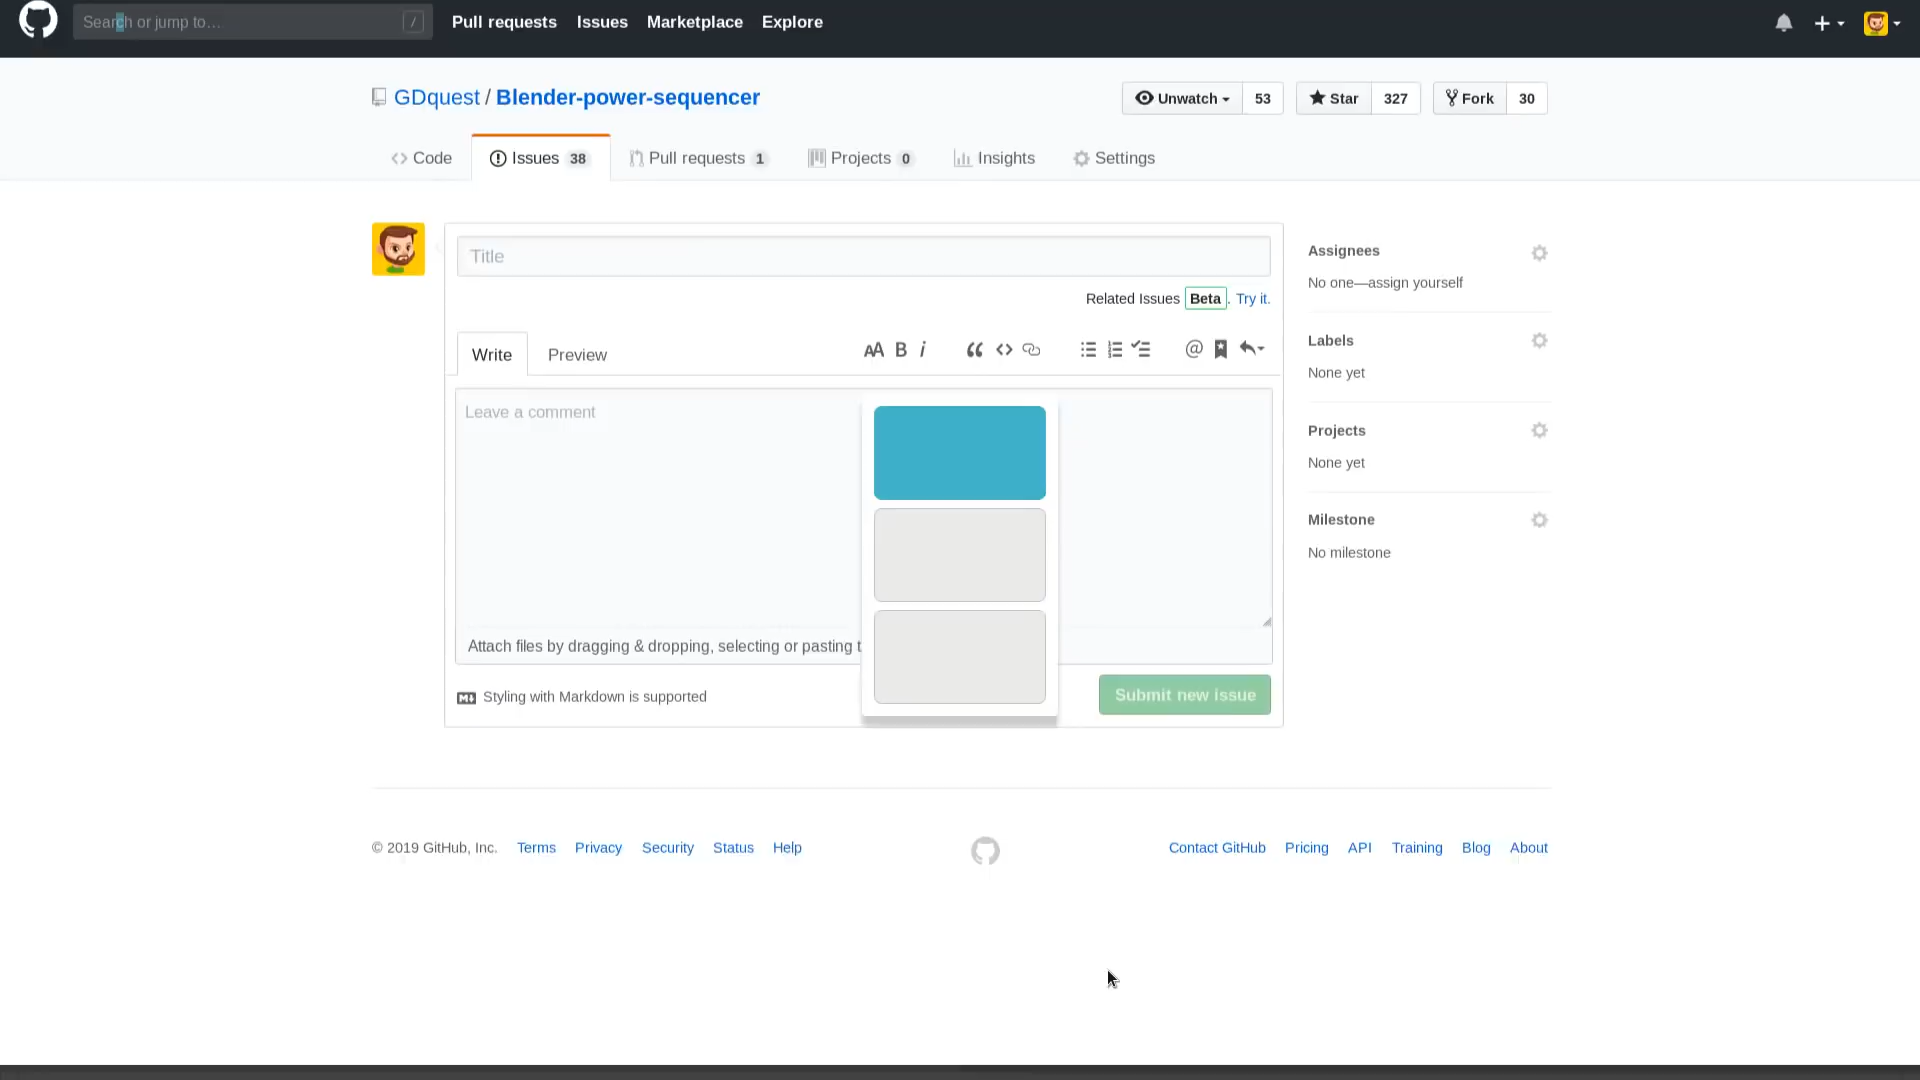 Search or jump to… /
Pull requests Issues Marketplace Explore
GDquest / Blender-power-sequencer
Unwatch 53 Star 327 Fork 30
Code Issues 38 Pull requests 1 Projects 0 Insights Settings
Title
Related Issues Beta . Try it.
Write Preview
AA B i
@
Leave a comment
Attach files by dragging & dropping, selecting or pasting
Styling with Markdown is supported
Submit new issue
Assignees
No one—assign yourself
Labels
None yet
Projects
None yet
Milestone
No milestone
© 2019 GitHub, Inc. Terms Privacy Security Status Help
Contact GitHub Pricing API Training Blog About